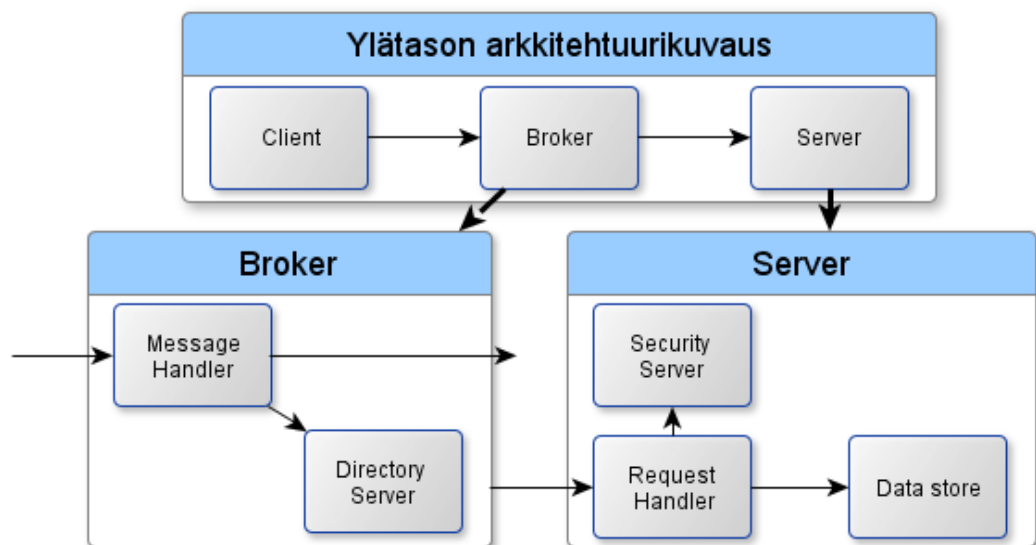 Ylätason arkkitehtuurikuvaus
Client
Broker
Server
Broker
Message
Handler
Directory
Server
Server
Security
Server
Request
Handler
Data store